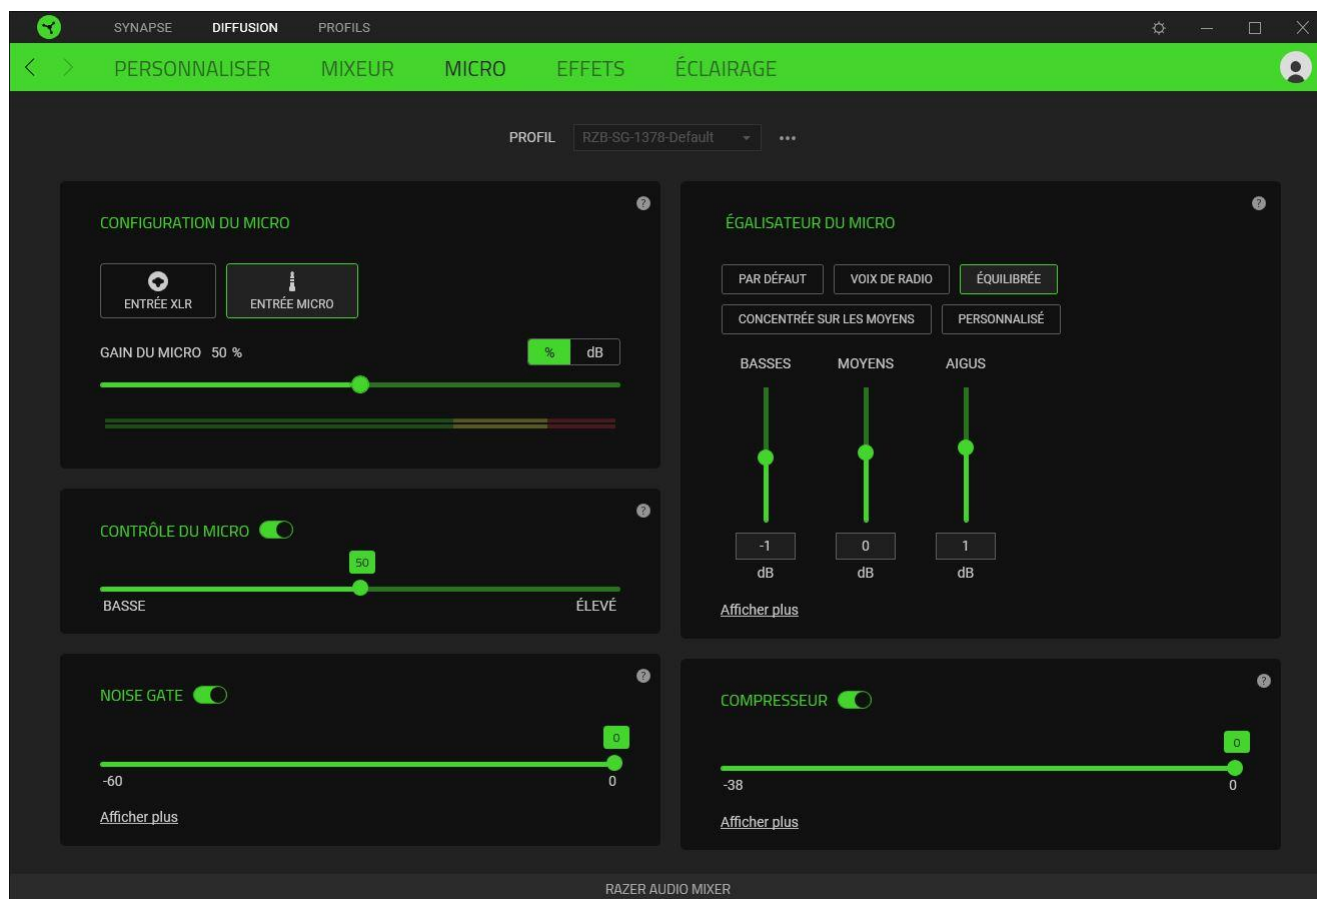 SYNAPSE DIFFUSION PROFILS
PERSONNALISER MIXEUR MICRO EFFETS ÉCLAIRAGE
PROFIL RZB-SG-1378-Default
CONFIGURATION DU MICRO
ENTRÉE XLR ENTRÉE MICRO
GAIN DU MICRO 50 % % dB
CONTRÔLE DU MICRO
50
BASSE ÉLEVÉ
NOISE GATE
0
-60 0
Afficher plus
ÉGALISATEUR DU MICRO
PAR DÉFAUT VOIX DE RADIO ÉQUILIBRÉE
CONCENTRÉE SUR LES MOYENS PERSONNALISÉ
BASSES MOYENS AIGUS
-1 0 1
dB dB dB
Afficher plus
COMPRESSEUR
0
-38 0
Afficher plus
RAZER AUDIO MIXER